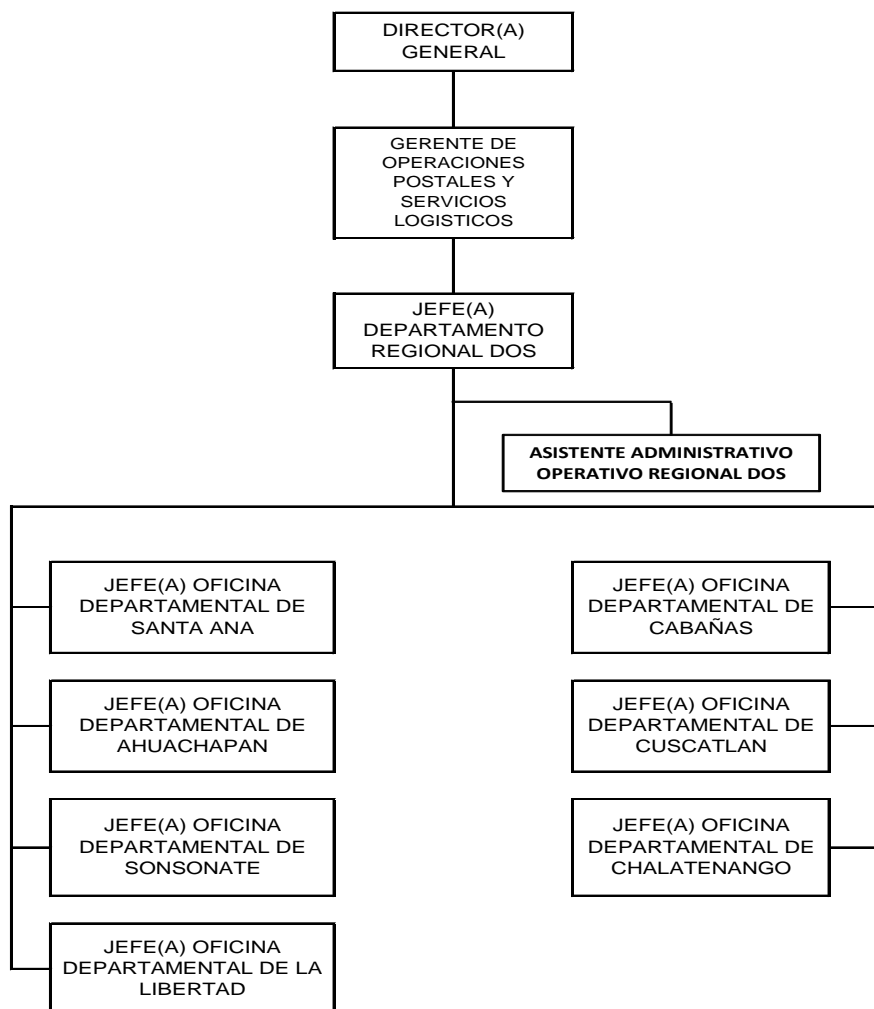 DIRECTOR(A)
GENERAL
GERENTE DE
OPERACIONES
POSTALES Y
SERVICIOS
LOGISTICOS
JEFE(A)
DEPARTAMENTO
REGIONAL DOS
ASISTENTE ADMINISTRATIVO
OPERATIVO REGIONAL DOS
JEFE(A) OFICINA
DEPARTAMENTAL DE
SANTA ANA
JEFE(A) OFICINA
DEPARTAMENTAL DE
AHUACHAPAN
JEFE(A) OFICINA
DEPARTAMENTAL DE
SONSONATE
JEFE(A) OFICINA
DEPARTAMENTAL DE LA
LIBERTAD
JEFE(A) OFICINA
DEPARTAMENTAL DE
CABAÑAS
JEFE(A) OFICINA
DEPARTAMENTAL DE
CUSCATLAN
JEFE(A) OFICINA
DEPARTAMENTAL DE
CHALATENANGO